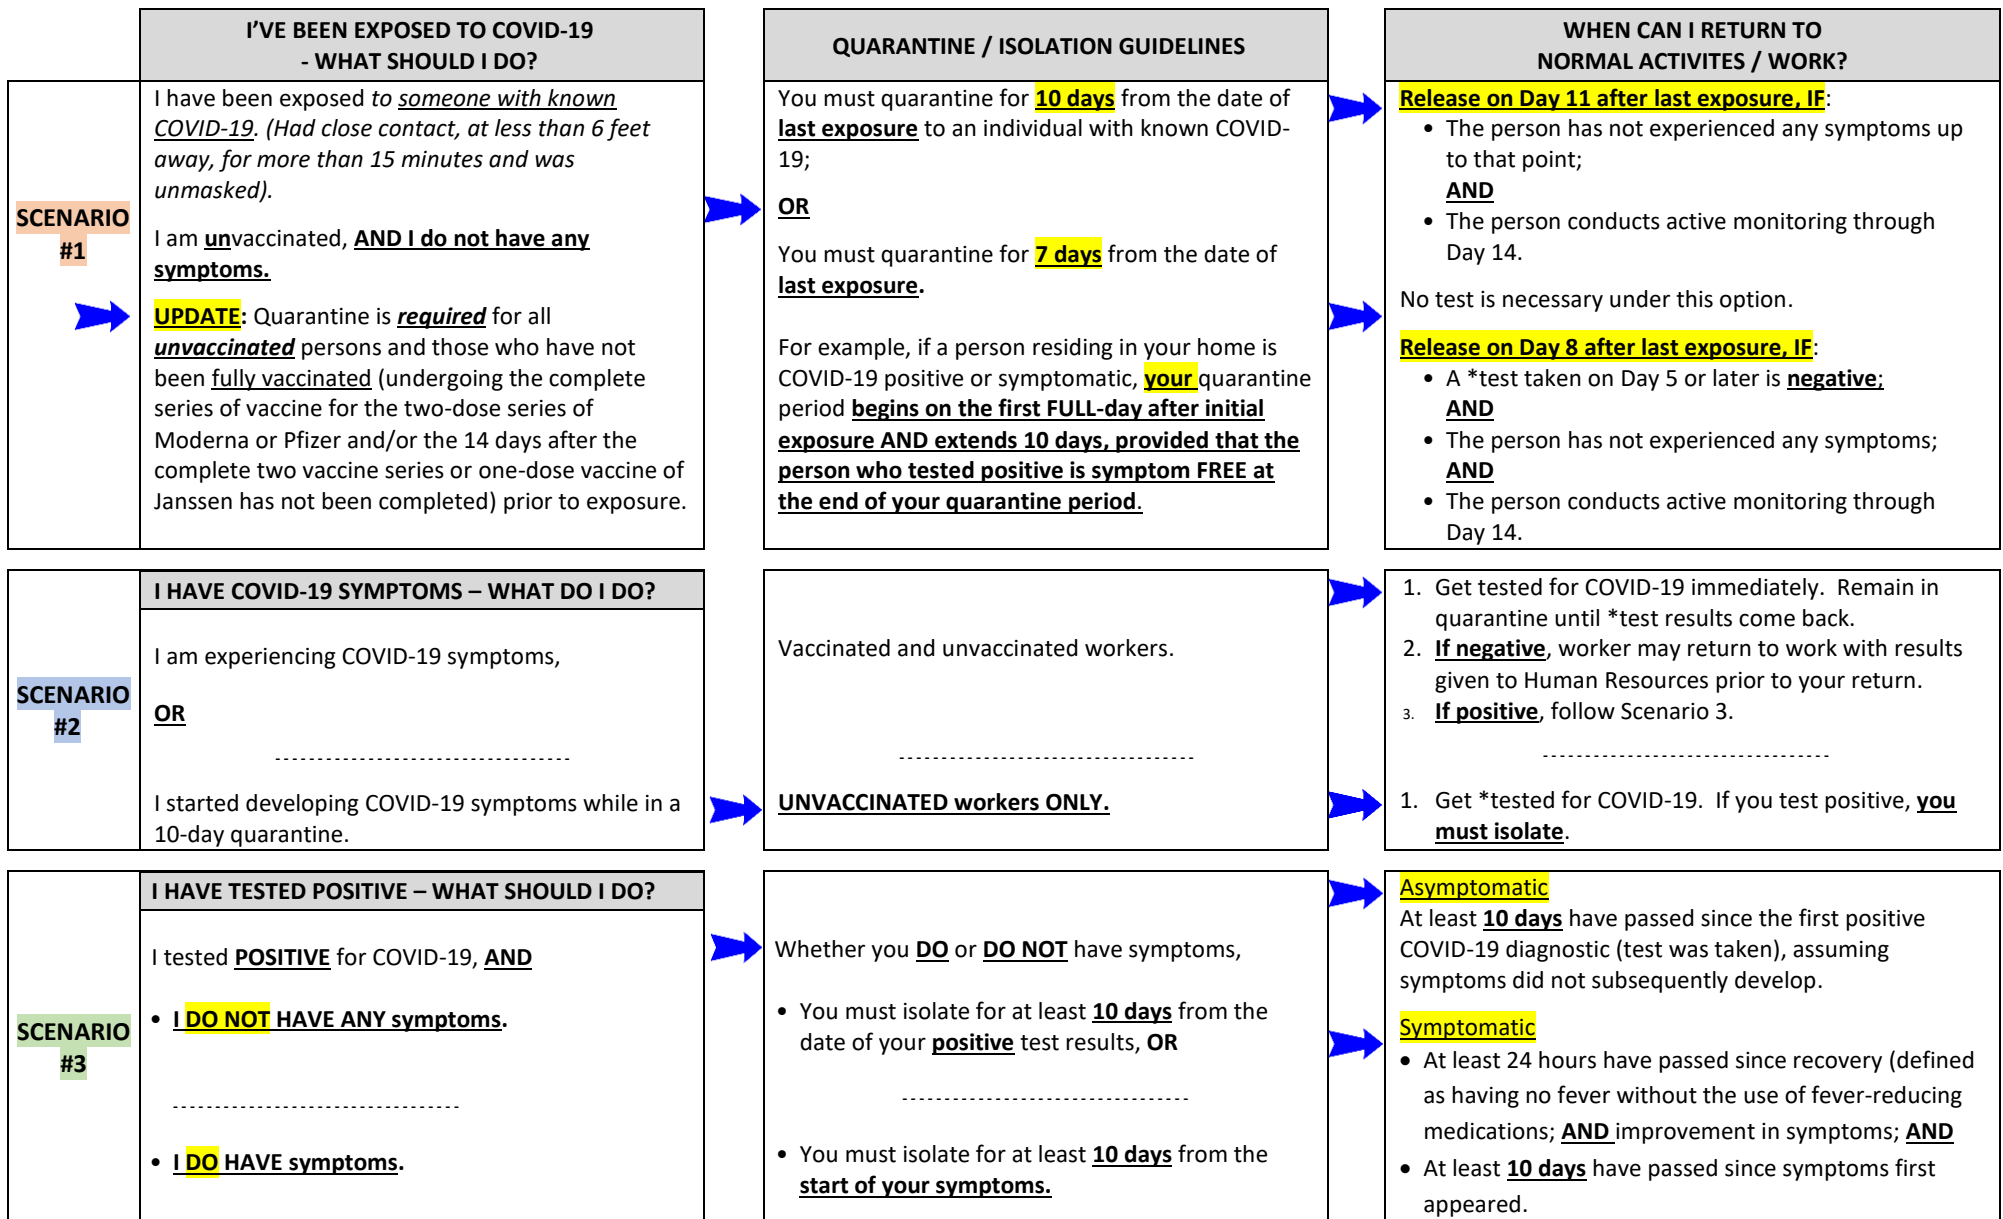 I'VE BEEN EXPOSED TO COVID-19
- WHAT SHOULD I DO?
QUARANTINE / ISOLATION GUIDELINES
WHEN CAN I RETURN TO
NORMAL ACTIVITES / WORK?
SCENARIO
#1
I have been exposed to someone with known
COVID-19. (Had close contact, at less than 6 feet
away, for more than 15 minutes and was
unmasked).
I am unvaccinated, AND I do not have any
symptoms.
UPDATE: Quarantine is required for all
unvaccinated persons and those who have not
been fully vaccinated (undergoing the complete
series of vaccine for the two-dose series of
Moderna or Pfizer and/or the 14 days after the
complete two vaccine series or one-dose vaccine of
Janssen has not been completed) prior to exposure.
You must quarantine for 10 days from the date of
last exposure to an individual with known COVID-
19;
OR
You must quarantine for 7 days from the date of
last exposure.
For example, if a person residing in your home is
COVID-19 positive or symptomatic, your quarantine
period begins on the first FULL-day after initial
exposure AND extends 10 days, provided that the
person who tested positive is symptom FREE at
the end of your quarantine period.
Release on Day 11 after last exposure, IF:
• The person has not experienced any symptoms up
to that point;
AND
• The person conducts active monitoring through
Day 14.
No test is necessary under this option.
Release on Day 8 after last exposure, IF:
• A *test taken on Day 5 or later is negative;
AND
• The person has not experienced any symptoms;
AND
• The person conducts active monitoring through
Day 14.
SCENARIO
#2
I HAVE COVID-19 SYMPTOMS – WHAT DO I DO?
I am experiencing COVID-19 symptoms,
OR
-----------------------------------
I started developing COVID-19 symptoms while in a
10-day quarantine.
Vaccinated and unvaccinated workers.
-----------------------------------
UNVACCINATED workers ONLY.
1. Get tested for COVID-19 immediately. Remain in
quarantine until *test results come back.
2. If negative, worker may return to work with results
given to Human Resources prior to your return.
3. If positive, follow Scenario 3.
----------------------------------
1. Get *tested for COVID-19. If you test positive, you
must isolate.
SCENARIO
#3
I HAVE TESTED POSITIVE – WHAT SHOULD I DO?
I tested POSITIVE for COVID-19, AND
• I DO NOT HAVE ANY symptoms.
----------------------------------
• I DO HAVE symptoms.
Whether you DO or DO NOT have symptoms,
• You must isolate for at least 10 days from the
date of your positive test results, OR
----------------------------------
• You must isolate for at least 10 days from the
start of your symptoms.
Asymptomatic
At least 10 days have passed since the first positive
COVID-19 diagnostic (test was taken), assuming
symptoms did not subsequently develop.
Symptomatic
• At least 24 hours have passed since recovery (defined
as having no fever without the use of fever-reducing
medications; AND improvement in symptoms; AND
• At least 10 days have passed since symptoms first
appeared.